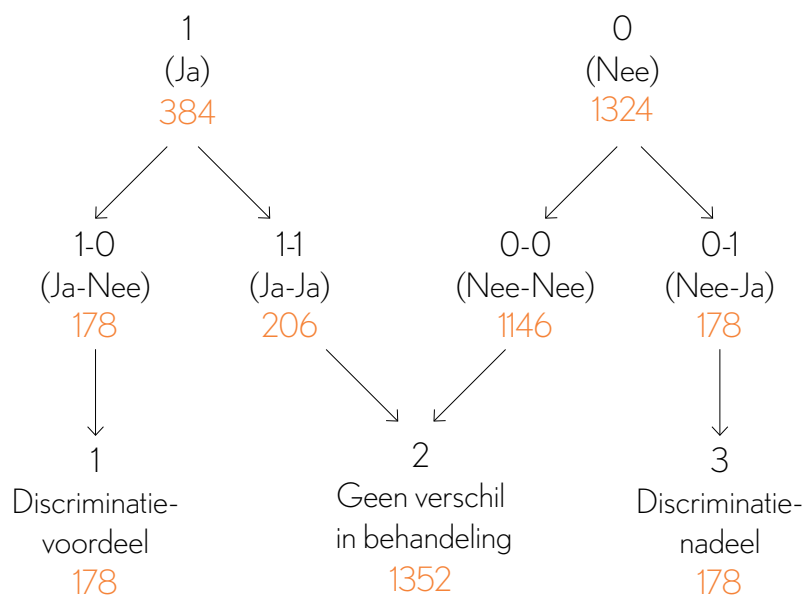 1
(Ja)
384
0
(Nee)
1324
1-0
(Ja-Nee)
178
1-1
(Ja-Ja)
206
0-0
(Nee-Nee)
1146
0-1
(Nee-Ja)
178
1
Discriminatie-
voordeel
178
2
Geen verschil
in behandeling
1352
3
Discriminatie-
nadeel
178